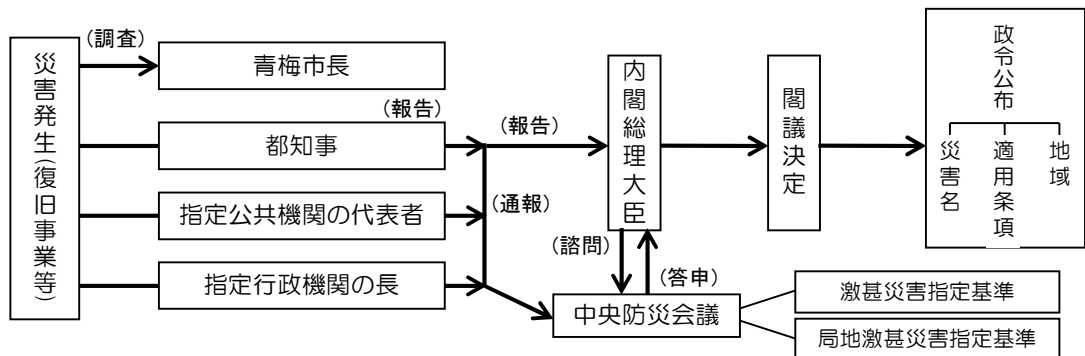 災害発生(復旧事業等)
(調査)
青梅市長
(報告)
都知事
指定公共機関の代表者
指定行政機関の長
(報告)
(通報)
内閣総理大臣
(諮問)
(答申)
中央防災会議
激甚災害指定基準
局地激甚災害指定基準
閣議決定
政令公布
災害名
適用条項
地域